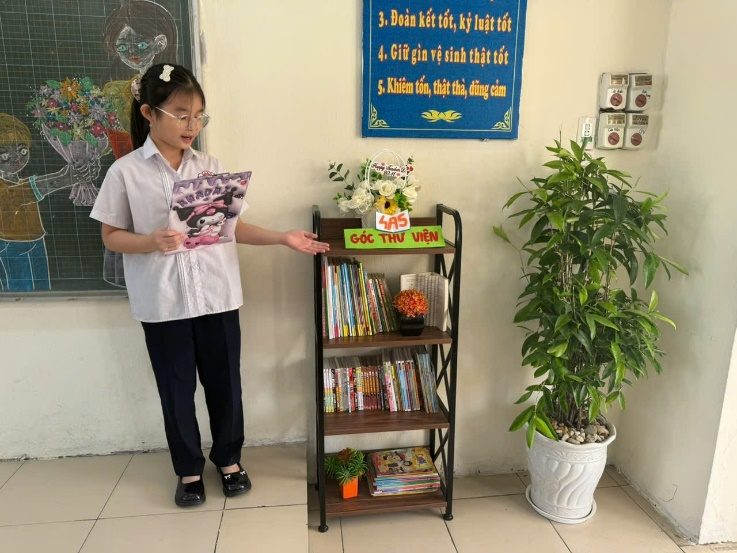 3. Đoàn kết tốt, kỷ luật tốt
4. Giữ gìn vệ sinh thật tốt
5. Khiêm tốn, thật thà, dũng cảm
4A5
GÓC THƯ VIỆN